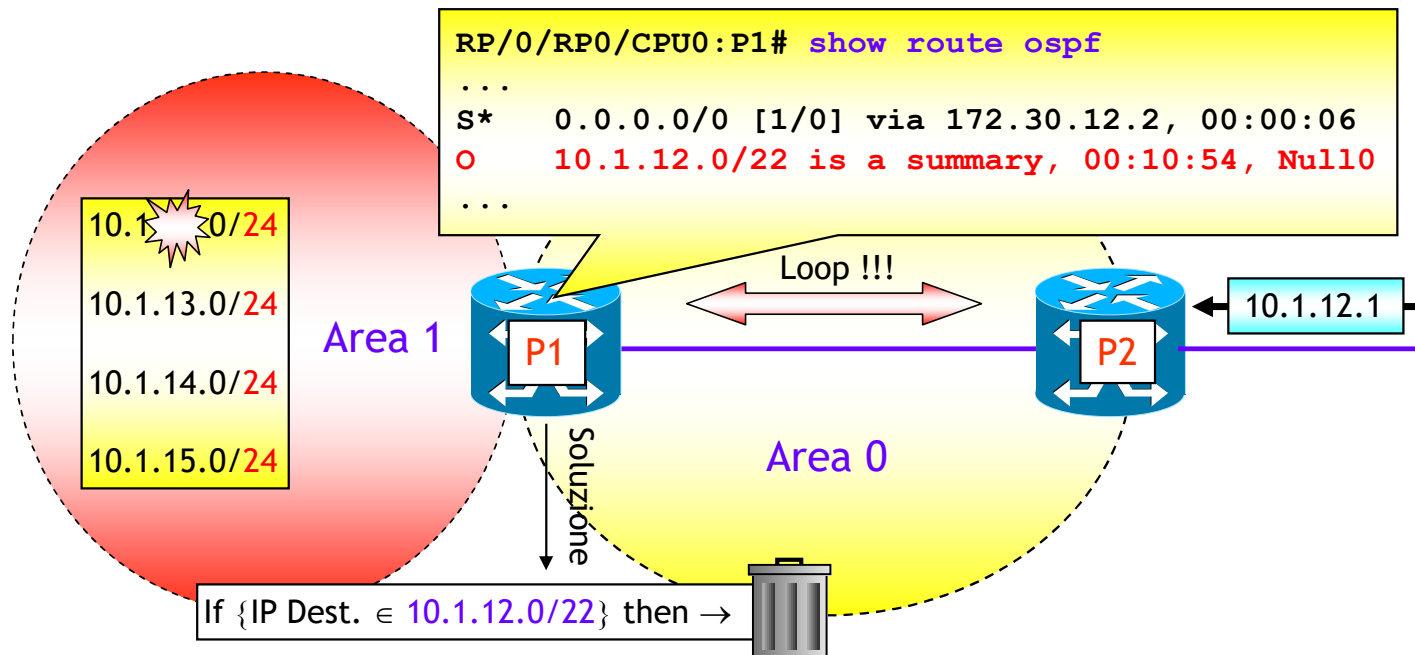 RP/0/RP0/CPU0:P1# show route ospf
...
S* 0.0.0.0/0 [1/0] via 172.30.12.2, 00:00:06
O 10.1.12.0/22 is a summary, 00:10:54, Null0
...
10.1 0/24
10.1.13.0/24
10.1.14.0/24
10.1.15.0/24
Area 1
P1
Loop !!!
P2
10.1.12.1
Soluzione
Area 0
If {IP Dest. ∈ 10.1.12.0/22} then →